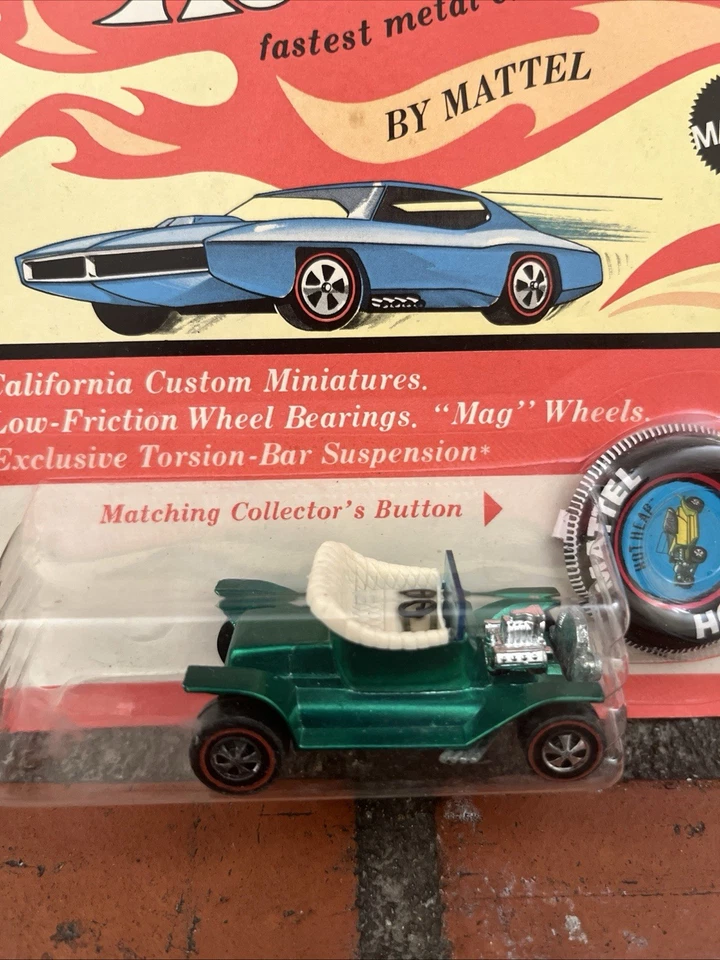 fastest metal
BY MATTEL
California Custom Miniatures.
Low-Friction Wheel Bearings. “Mag” Wheels.
Exclusive Torsion-Bar Suspension*
Matching Collector's Button
MATTEL
HOT HEAP